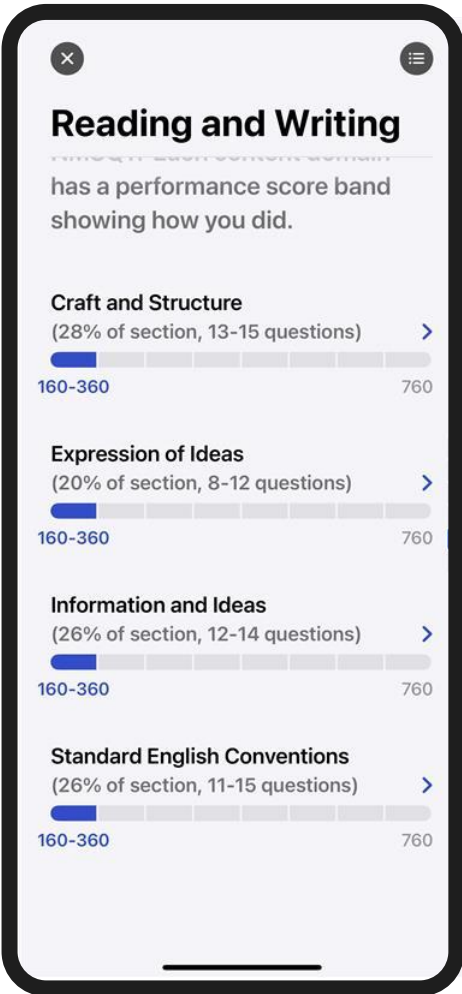 Reading and Writing
has a performance score band
showing how you did.
Craft and Structure
(28% of section, 13-15 questions)
160-360 760
Expression of Ideas
(20% of section, 8-12 questions)
160-360 760
Information and Ideas
(26% of section, 12-14 questions)
160-360 760
Standard English Conventions
(26% of section, 11-15 questions)
160-360 760